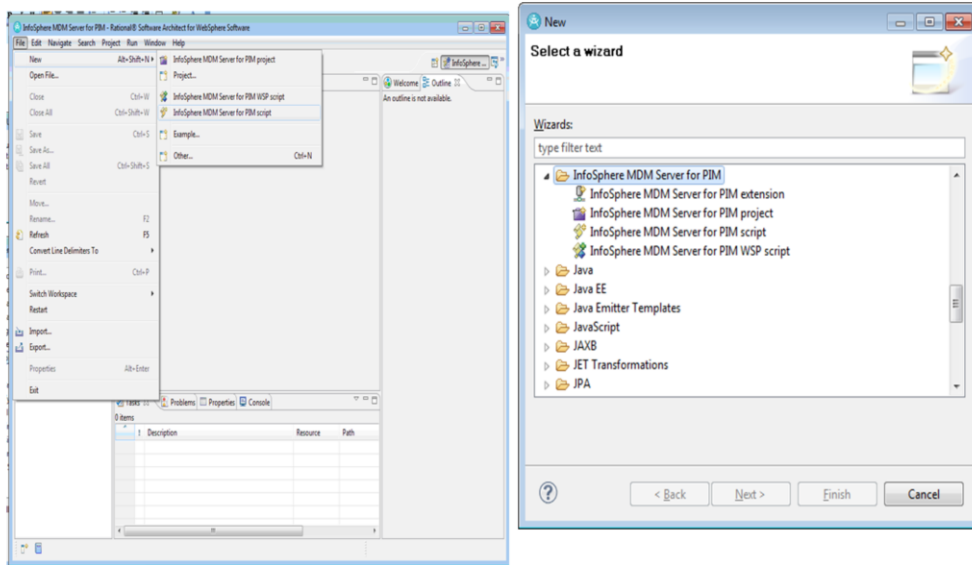 InfoSphere MDM Server for PIM - Rational® Software Architect for WebSphere Software
File Edit Navigate Search Project Run Window Help
New Alt+Shift+N
Open File...
Close Ctrl+W
Close All Ctrl+Shift+W
Save Ctrl+S
Save As...
Save All Ctrl+Shift+S
Revert
Move...
Rename... F2
Refresh F5
Convert Line Delimiters To
Print... Ctrl+P
Switch Workspace
Restart
Import...
Export...
Properties Alt+Enter
Exit
InfoSphere MDM Server for PIM project
Project...
InfoSphere MDM Server for PIM WSP script
InfoSphere MDM Server for PIM script
Example...
Other... Ctrl+N
InfoSphere ...
Welcome Outline
An outline is not available.
Tasks Problems Properties Console
0 items
! Description Resource Path
New
Select a wizard
Wizards:
type filter text
InfoSphere MDM Server for PIM
InfoSphere MDM Server for PIM extension
InfoSphere MDM Server for PIM project
InfoSphere MDM Server for PIM script
InfoSphere MDM Server for PIM WSP script
Java
Java EE
Java Emitter Templates
JavaScript
JAXB
JET Transformations
JPA
? < Back Next > Finish Cancel